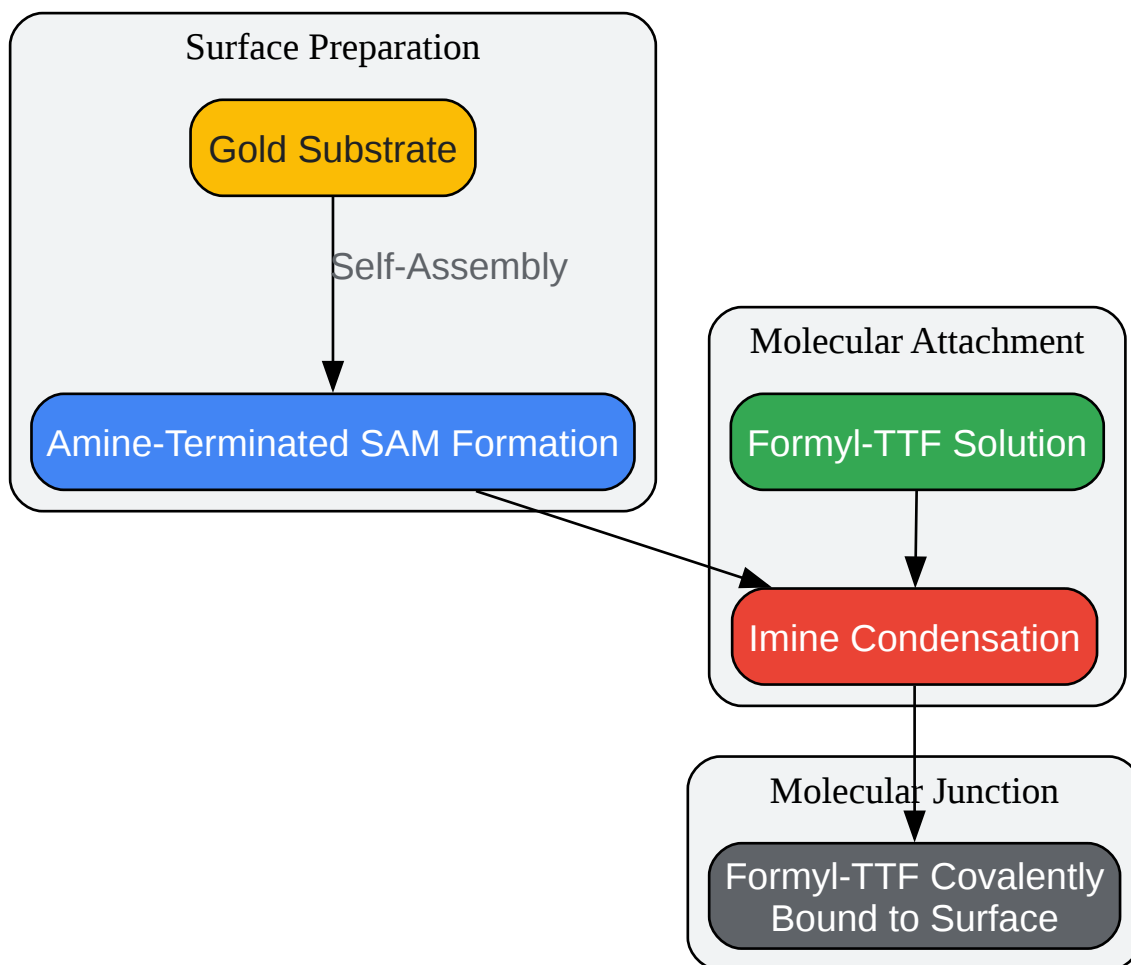 Surface Preparation
Gold Substrate
Self-Assembly
Amine-Terminated SAM Formation
Molecular Attachment
Formyl-TTF Solution
Imine Condensation
Molecular Junction
Formyl-TTF Covalently
Bound to Surface